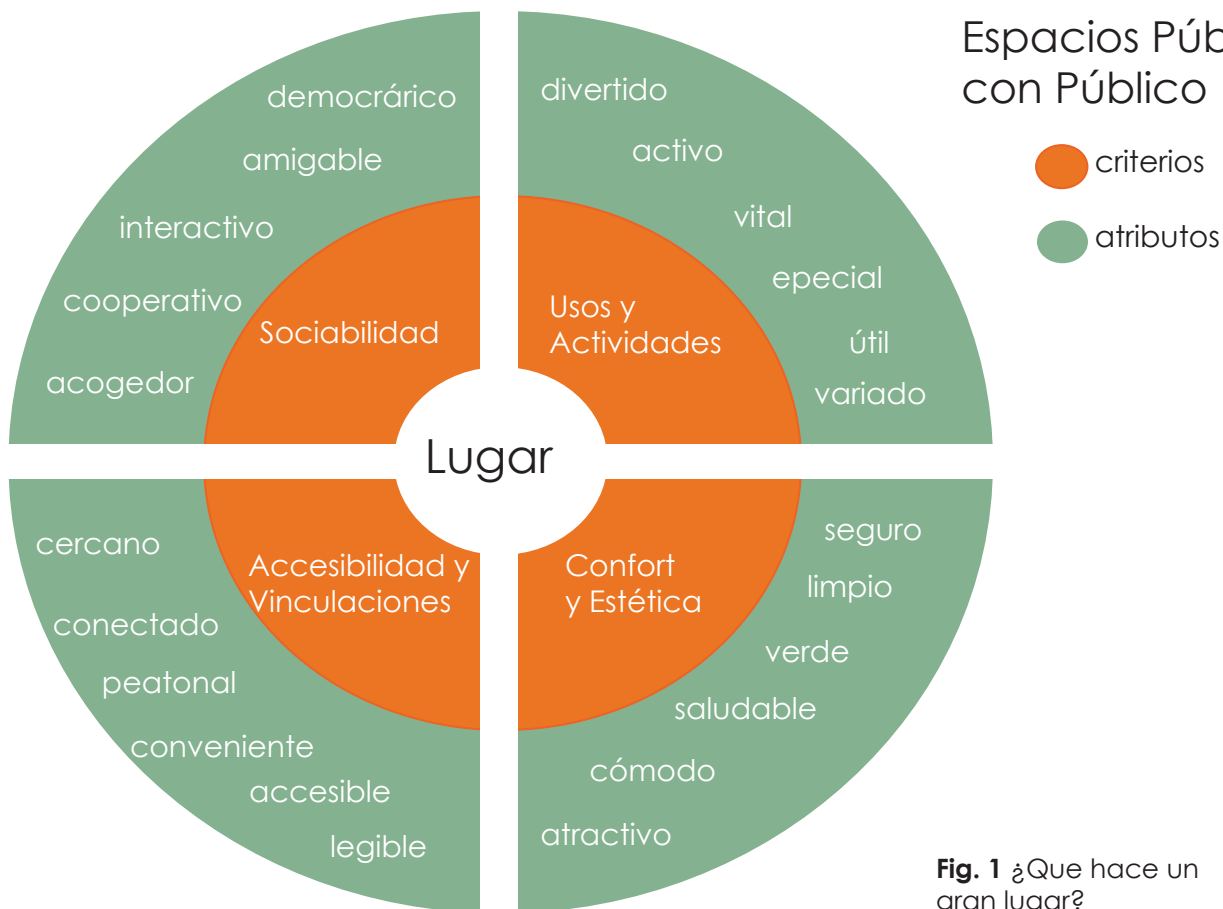 Espacios Púb
con Público
criterios
atributos
democrárico
amigable
interactivo
cooperativo
acogedor
Sociabilidad
divertido
activo
vital
epecial
útil
variado
Usos y
Actividades
Lugar
cercano
conectado
peatonal
conveniente
accesible
legible
Accesibilidad y
Vinculaciones
Confort
y Estética
seguro
limpio
verde
saludable
cómodo
atractivo
Fig. 1 ¿Que hace un
gran lugar?